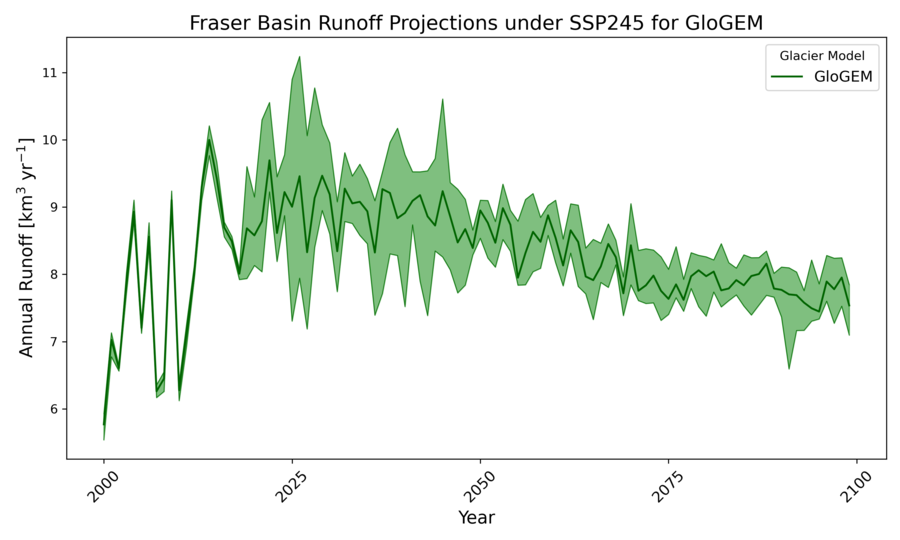 Fraser Basin Runoff Projections under SSP245 for GloGEM
Glacier Model
GloGEM
Annual Runoff [km³ yr⁻¹]
11
10
9
8
7
6
2000
2025
2050
2075
2100
Year